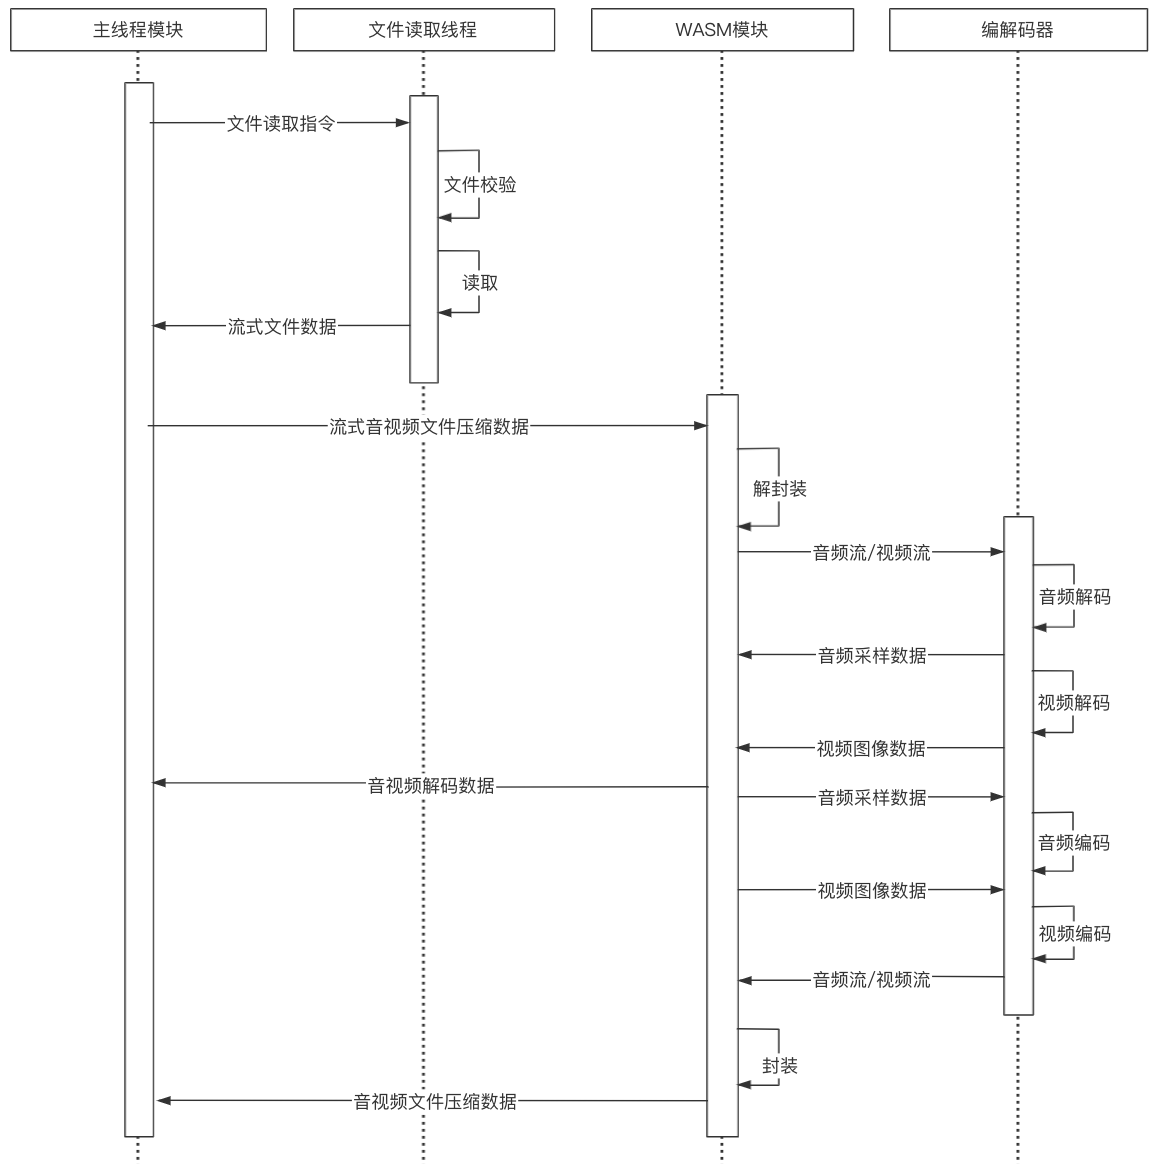 主线程模块
文件读取线程
WASM模块
编解码器
文件读取指令
文件校验
读取
流式文件数据
流式音视频文件压缩数据
解封装
音频流/视频流
音频解码
音频采样数据
视频解码
视频图像数据
音视频解码数据
音频采样数据
音频编码
视频图像数据
视频编码
音频流/视频流
封装
音视频文件压缩数据